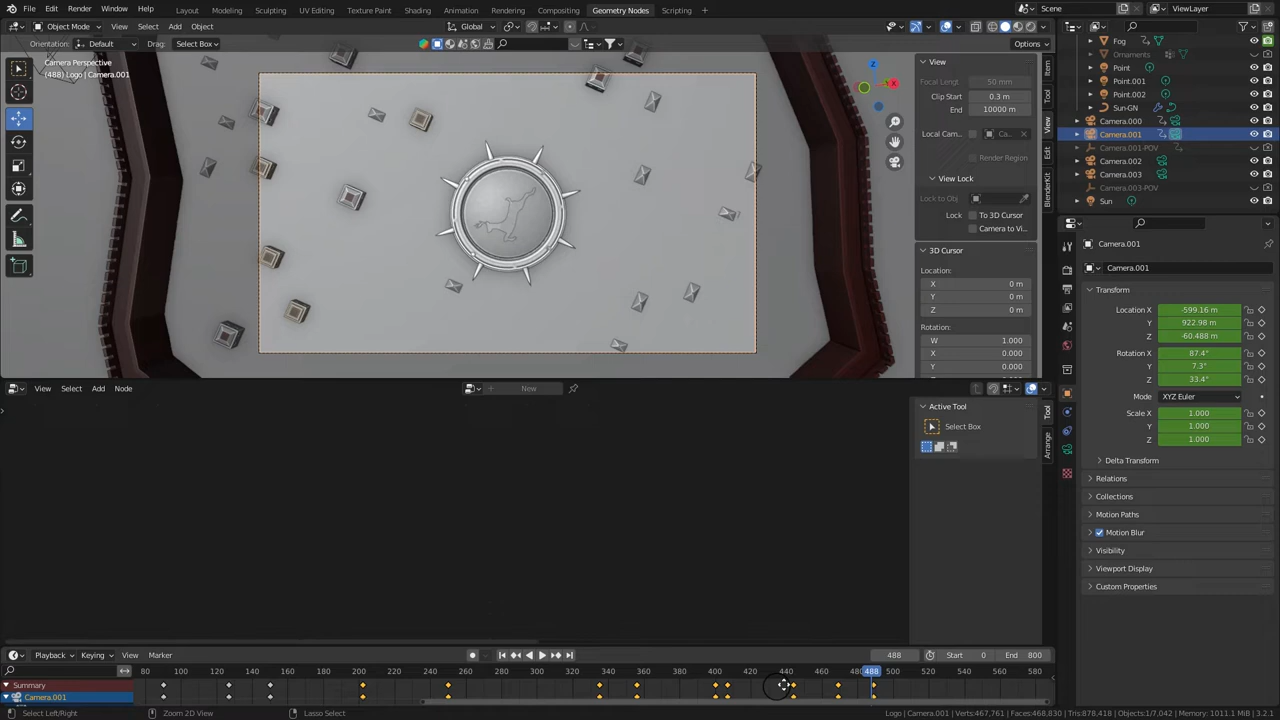 File Edit Render Window Help Layout Modeling Sculpting UV Editing Texture Paint Shading Animation Rendering Compositing Geometry Nodes Scripting Scene ViewLayer
Object Mode View Select Add Object Global
Orientation: Default Drag: Select Box Options
Camera Perspective
(488) Logo | Camera.001
View
Focal Lengt 50 mm
Clip Start 0.3 m
End 10000 m
Local Cam... Ca...
Render Region
View Lock
Lock to Obj
Lock To 3D Cursor
Camera to Vi...
3D Cursor
Location:
X 0 m
Y 0 m
Z 0 m
Rotation:
W 1.000
X 0.000
Y 0.000
Item
Tool
View
Edit
BlenderKit
Fog
Ornaments
Point
Point.001
Point.002
Sun-GN
Camera.000
Camera.001
Camera.001-POV
Camera.002
Camera.003
Camera.003-POV
Sun
Camera.001
Camera.001
Transform
Location X -599.16 m
Y 922.98 m
Z -60.488 m
Rotation X 87.4°
Y 7.3°
Z 33.4°
Mode XYZ Euler
Scale X 1.000
Y 1.000
Z 1.000
Delta Transform
Relations
Collections
Motion Paths
Motion Blur
Visibility
Viewport Display
Custom Properties
View Select Add Node New
Active Tool
Select Box
Tool
Arrange
Playback Keying View Marker 488 Start 0 End 800
80 100 120 140 160 180 200 220 240 260 280 300 320 340 360 380 400 420 440 460 488 500 520 540 560 580
Summary
Camera.001
Select Left/Right Zoom 2D View Lasso Select Logo | Camera.001 | Verts:467,761 | Faces:468,830 | Tris:878,418 | Objects:1/7,042 | Memory: 1011.1 MiB | 3.2.1